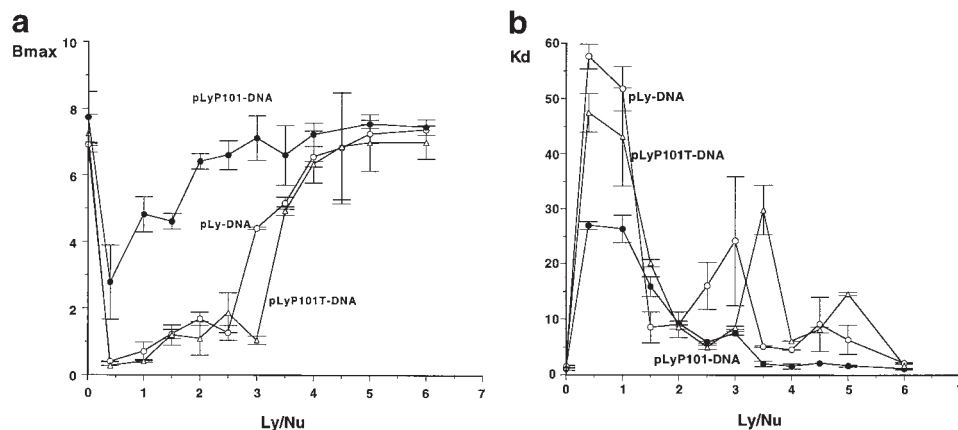 a
Bmax
10
8
6
4
2
0
pLyP101-DNA
pLy-DNA
pLyP101T-DNA
0 1 2 3 4 5 6 7
Ly/Nu
b
Kd
60
50
40
30
20
10
0
pLy-DNA
pLyP101T-DNA
pLyP101-DNA
0 1 2 3 4 5 6 7
Ly/Nu